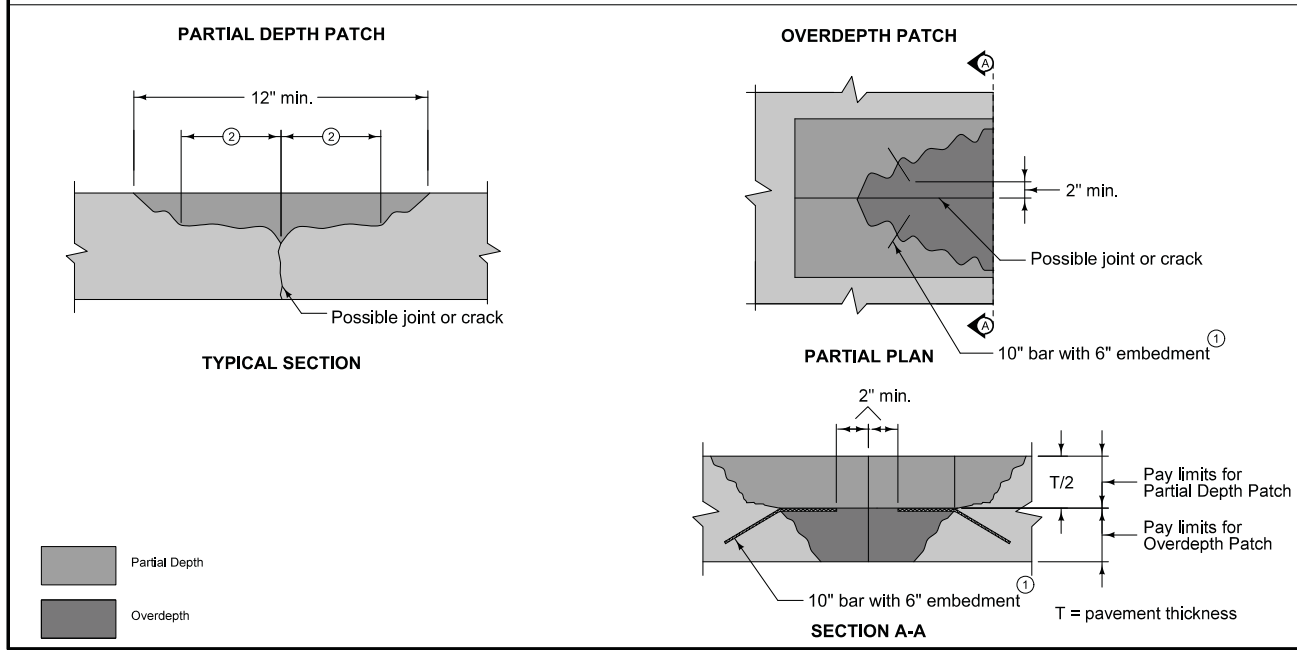 PARTIAL DEPTH PATCH
12" min.
2
2
Possible joint or crack
TYPICAL SECTION
Partial Depth
Overdepth
OVERDEPTH PATCH
A
2" min.
Possible joint or crack
A
10" bar with 6" embedment 1
PARTIAL PLAN
2" min.
T/2
Pay limits for
Partial Depth Patch
Pay limits for
Overdepth Patch
10" bar with 6" embedment 1
T = pavement thickness
SECTION A-A